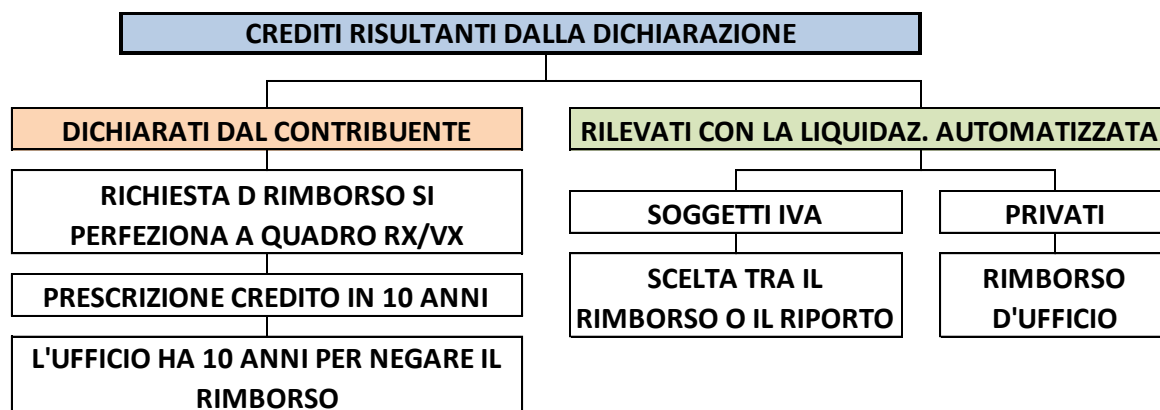 CREDITI RISULTANTI DALLA DICHIARAZIONE
DICHIARATI DAL CONTRIBUENTE
RICHIESTA D RIMBORSO SI
PERFEZIONA A QUADRO RX/VX
PRESCRIZIONE CREDITO IN 10 ANNI
L'UFFICIO HA 10 ANNI PER NEGARE IL
RIMBORSO
RILEVATI CON LA LIQUIDAZ. AUTOMATIZZATA
SOGGETTI IVA
SCELTA TRA IL
RIMBORSO O IL RIPORTO
PRIVATI
RIMBORSO
D'UFFICIO